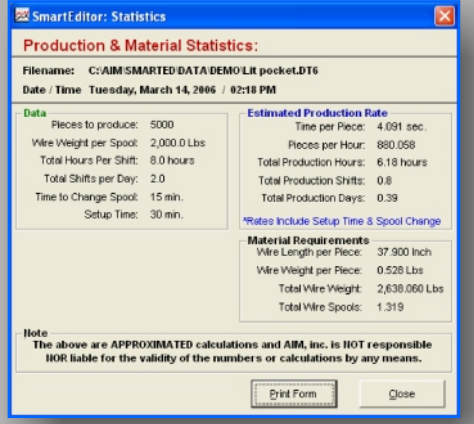 SmartEditor: Statistics
Production & Material Statistics:
Filename: C:\AIM\SMARTED\DATA\DEMO\Lit pocket.DT6
Date / Time Tuesday, March 14, 2006 / 02:18 PM
Data
Pieces to produce: 5000
Wire Weight per Spool: 2,000.0 Lbs
Total Hours Per Shift: 8.0 hours
Total Shifts per Day: 2.0
Time to Change Spool: 15 min.
Setup Time: 30 min.
Estimated Production Rate
Time per Piece: 4.091 sec.
Pieces per Hour: 880.058
Total Production Hours: 6.18 hours
Total Production Shifts: 0.8
Total Production Days: 0.39
*Rates Include Setup Time & Spool Change
Material Requirements
Wire Length per Piece: 37.900 Inch
Wire Weight per Piece: 0.528 Lbs
Total Wire Weight: 2,638.060 Lbs
Total Wire Spools: 1.319
Note
The above are APPROXIMATED calculations and AIM, inc. is NOT responsible
NOR liable for the validity of the numbers or calculations by any means.
Print Form
Close